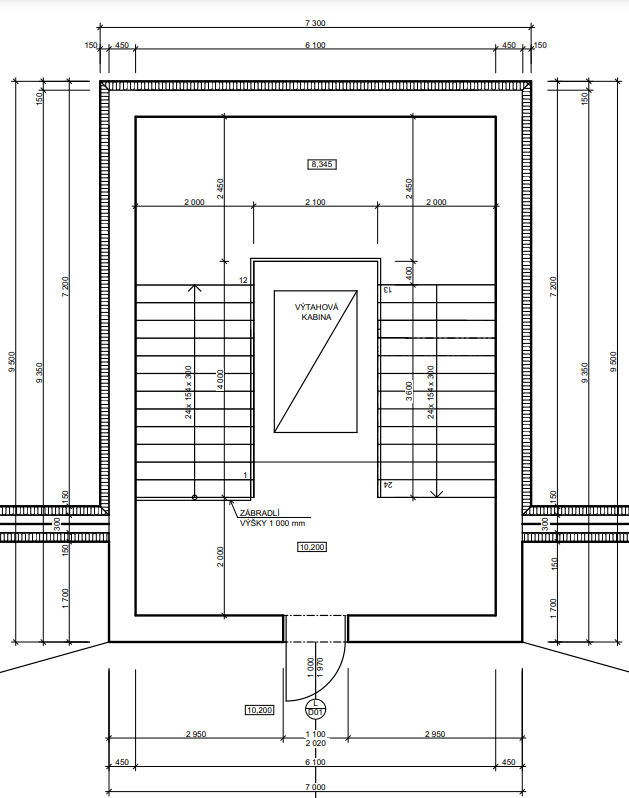 7 300
150 450 6 100 450 150
150
150
2 450
2 450
8,345
2 000 2 100 2 000
400
7 200
7 200
9 500
9 350
9 350
9 500
12
13
VÝTAHOVÁ
KABINA
24 x 154 x 300
4 000
3 600
24 x 154 x 300
1
24
150
150
300
300
ZÁBRADLÍ
VÝŠKY 1 000 mm
150
150
2 000
10,200
1 700
1 700
1 000
1 970
10,200
L
D01
2 950 1 100 2 950
2 020
450 6 100 450
7 000